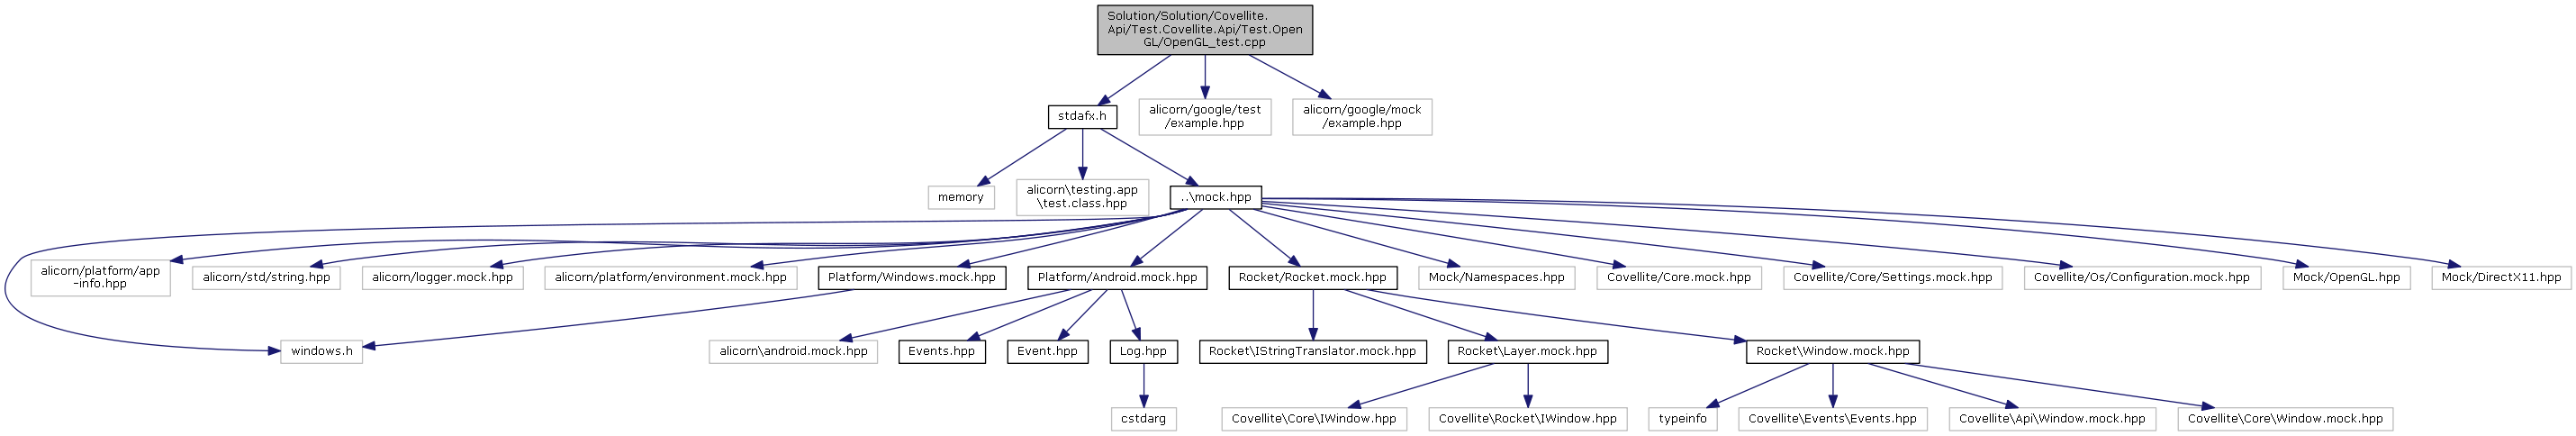 Solution/Solution/Covellite.
Api/Test.Covellite.Api/Test.Open
GL/OpenGL_test.cpp
stdafx.h
alicorn/google/test
/example.hpp
alicorn/google/mock
/example.hpp
memory
alicorn\testing.app
\test.class.hpp
..\mock.hpp
alicorn/platform/app
-info.hpp
alicorn/std/string.hpp
alicorn/logger.mock.hpp
alicorn/platform/environment.mock.hpp
Platform/Windows.mock.hpp
Platform/Android.mock.hpp
Rocket/Rocket.mock.hpp
Mock/Namespaces.hpp
Covellite/Core.mock.hpp
Covellite/Core/Settings.mock.hpp
Covellite/Os/Configuration.mock.hpp
Mock/OpenGL.hpp
Mock/DirectX11.hpp
windows.h
alicorn\android.mock.hpp
Events.hpp
Event.hpp
Log.hpp
Rocket\IStringTranslator.mock.hpp
Rocket\Layer.mock.hpp
Rocket\Window.mock.hpp
cstdarg
Covellite\Core\IWindow.hpp
Covellite\Rocket\IWindow.hpp
typeinfo
Covellite\Events\Events.hpp
Covellite\Api\Window.mock.hpp
Covellite\Core\Window.mock.hpp